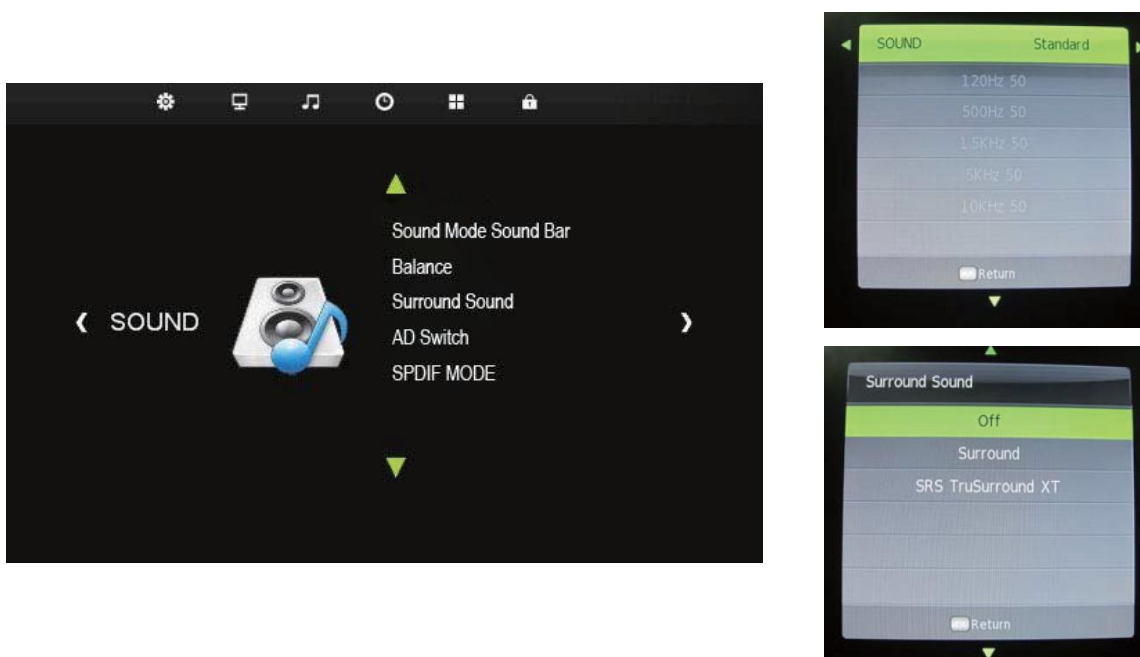 SOUND
Sound Mode Sound Bar
Balance
Surround Sound
AD Switch
SPDIF MODE
SOUND Standard
120Hz 50
500Hz 50
1.5KHz 50
5KHz 50
10KHz 50
Return
Surround Sound
Off
Surround
SRS TruSurround XT
Return